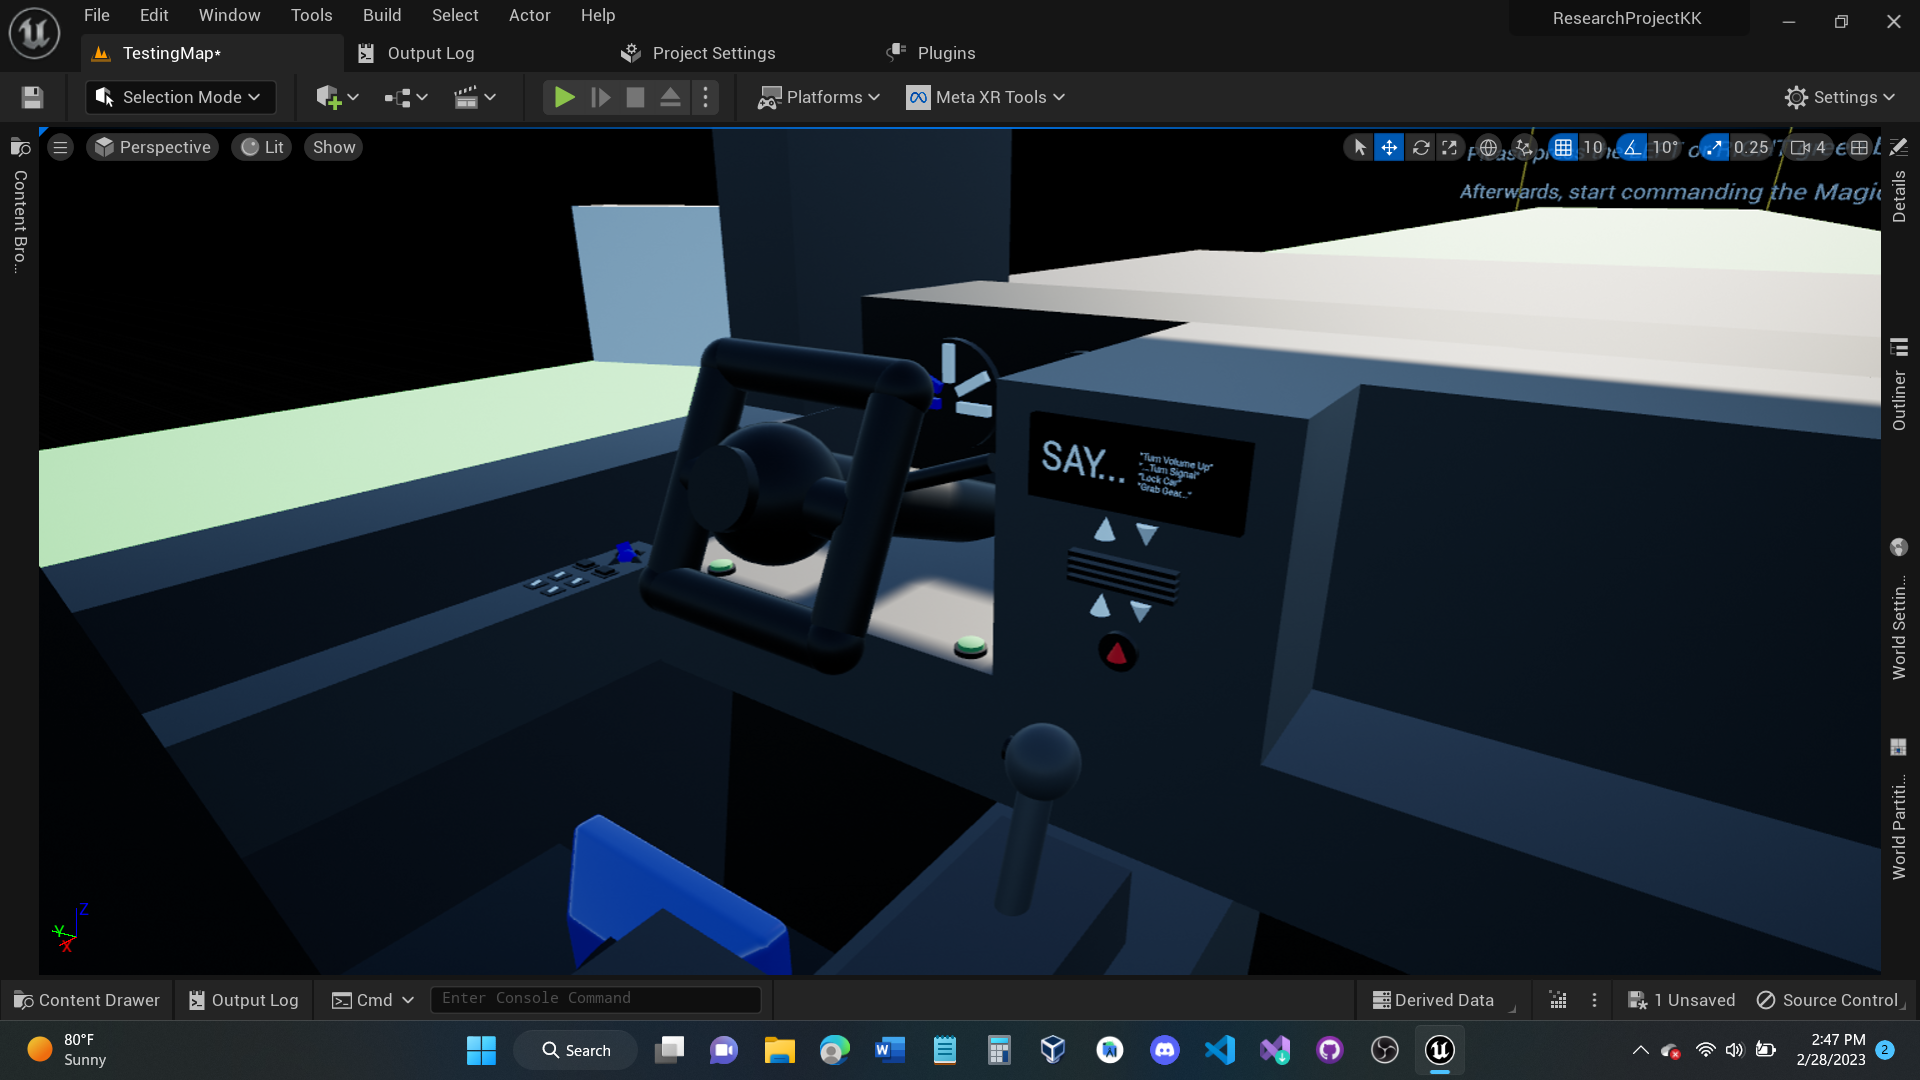 File Edit Window Tools Build Select Actor Help
ResearchProjectKK
TestingMap* Output Log Project Settings Plugins
Selection Mode Platforms Meta XR Tools Settings
Perspective Lit Show 10 10° 0.25 4
Afterwards, start commanding the Magic
Content Bro...
Details
Outliner
World Settin...
World Partiti...
SAY...
"Turn Volume Up"
"...Turn Signal"
"Lock Car"
"Grab Gear..."
Z
Y
X
Content Drawer Output Log Cmd Enter Console Command Derived Data 1 Unsaved Source Control
80°F
Sunny
Search
2:47 PM
2/28/2023
2